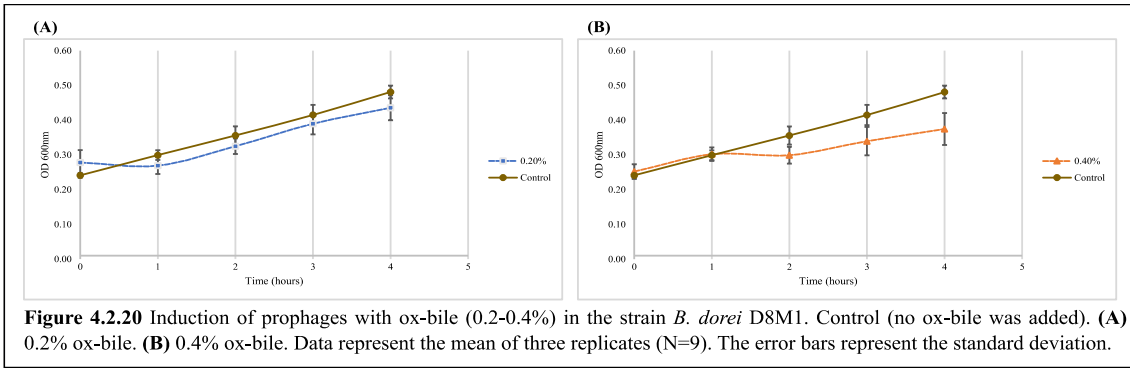 (A)
0.60
0.50
0.40
0.30
0.20
0.10
0.00
OD 600nm
0 1 2 3 4 5
Time (hours)
0.20%
Control
(B)
0.60
0.50
0.40
0.30
0.20
0.10
0.00
OD 600nm
0 1 2 3 4 5
Time (hours)
0.40%
Control
Figure 4.2.20 Induction of prophages with ox-bile (0.2-0.4%) in the strain B. dorei D8M1. Control (no ox-bile was added). (A)
0.2% ox-bile. (B) 0.4% ox-bile. Data represent the mean of three replicates (N=9). The error bars represent the standard deviation.